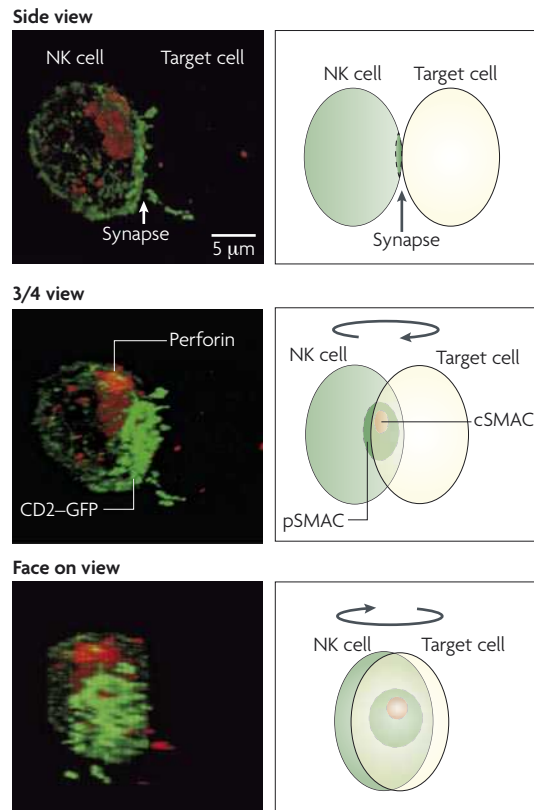 Side view
NK cell Target cell
Synapse
5 μm
NK cell Target cell
Synapse
3/4 view
Perforin
CD2–GFP
NK cell
Target cell
cSMAC
pSMAC
Face on view
NK cell Target cell